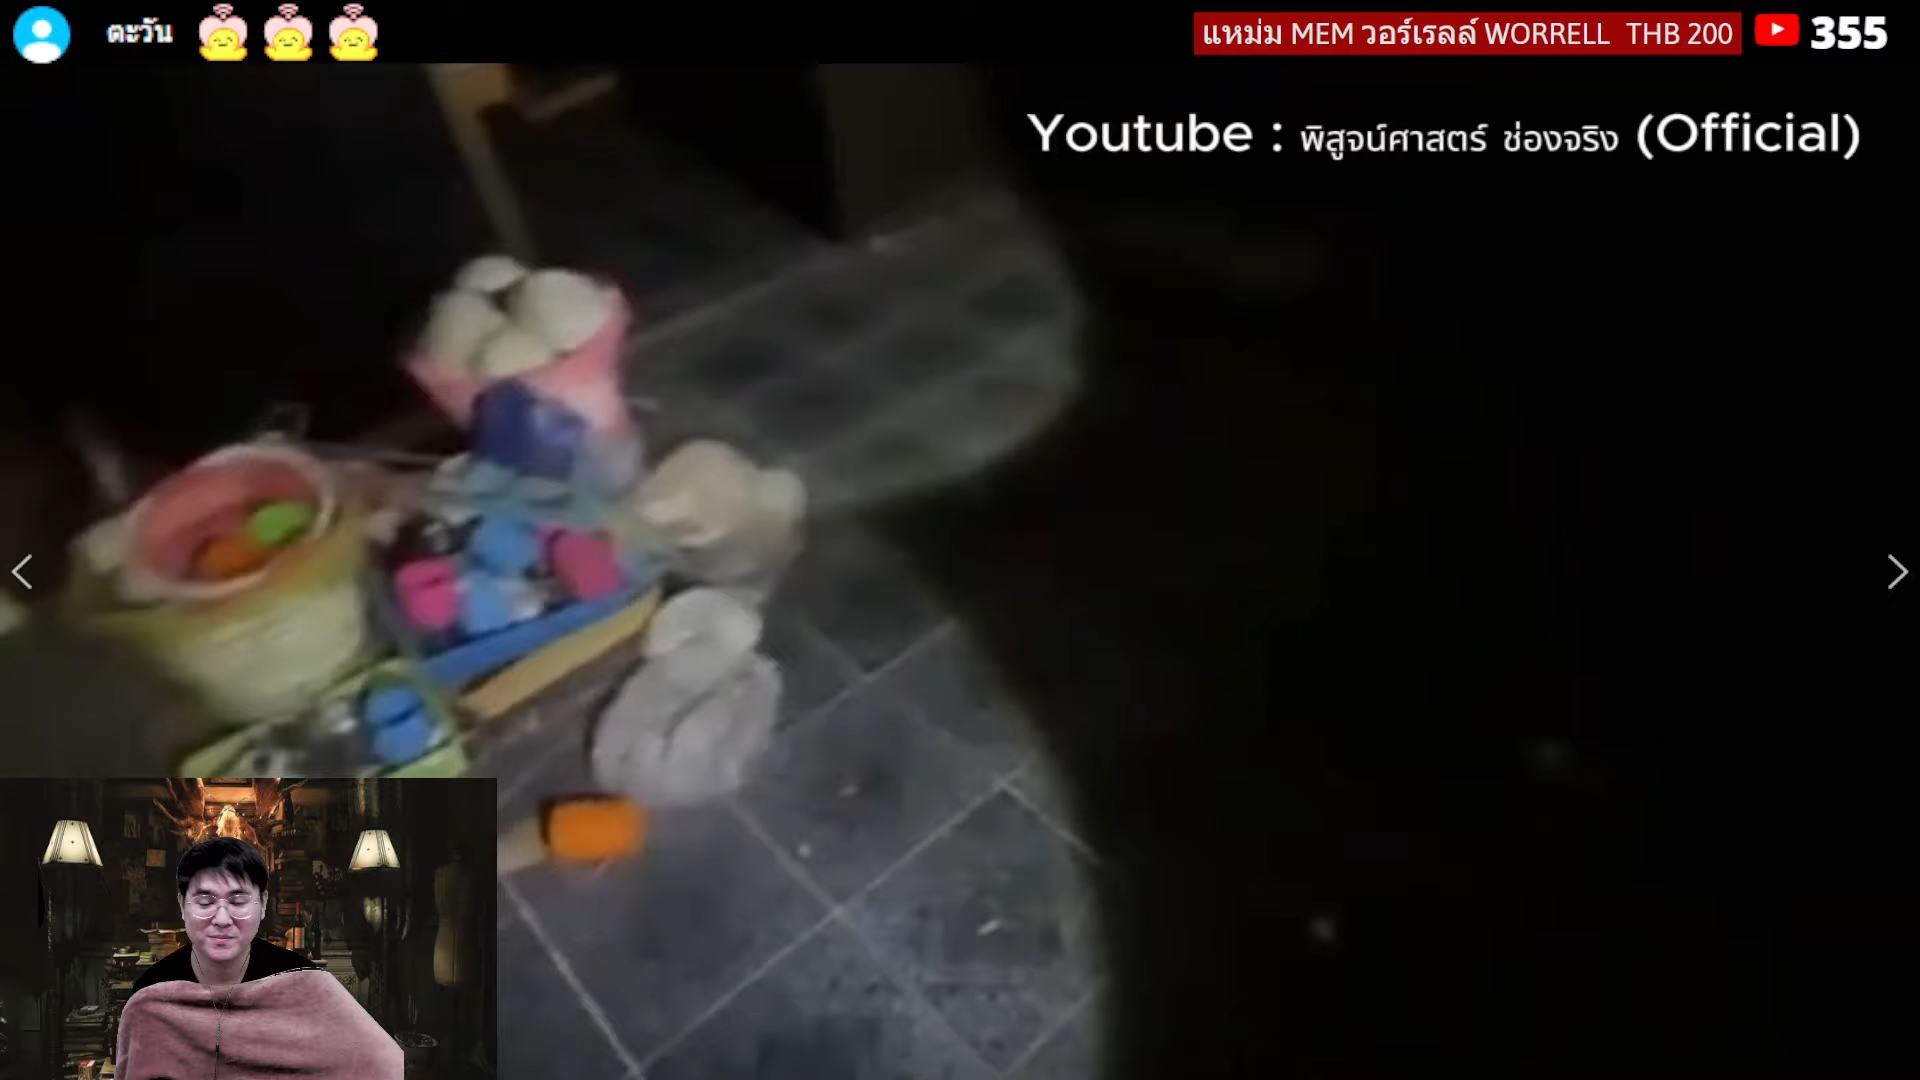 ตะวัน
แหม่ม MEM วอร์เรลล์ WORRELL THB 200
355
Youtube : พิสูจน์ศาสตร์ ช่องจริง (Official)